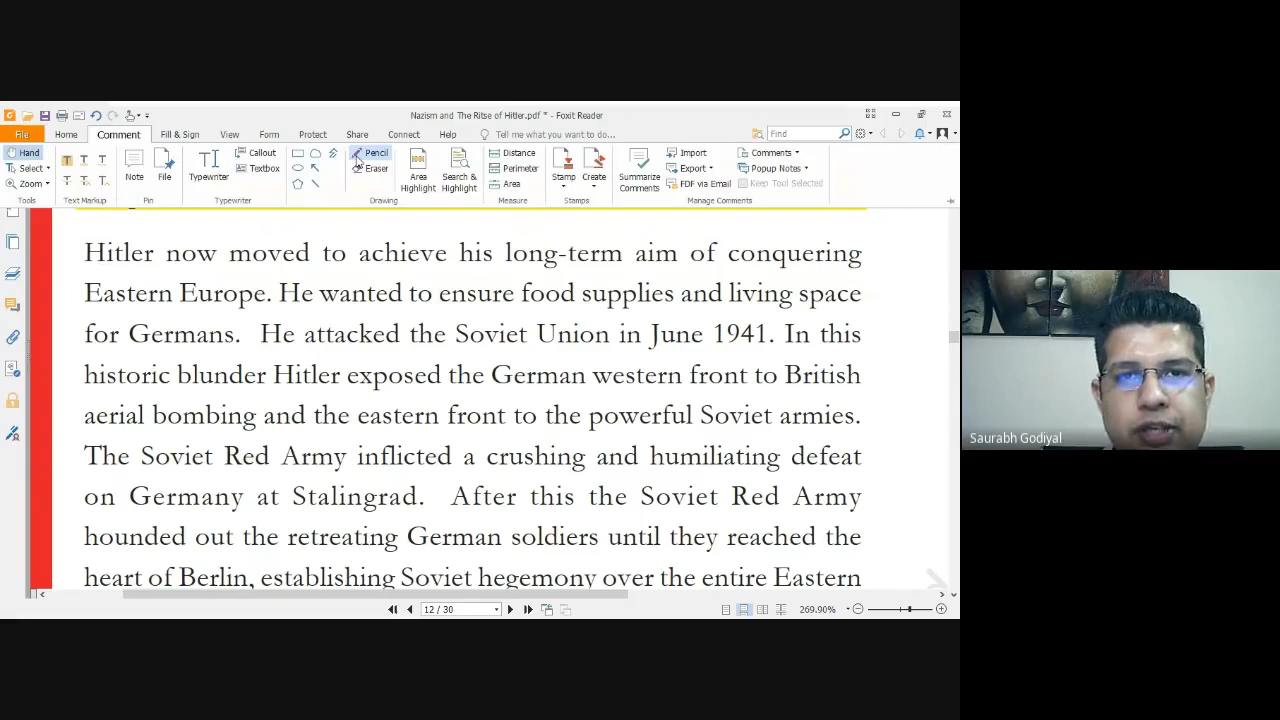 Nazism and The Ritse of Hitler.pdf * - Foxit Reader
File Home Comment Fill & Sign View Form Protect Share Connect Help Tell me what you want to do... Find
Hand
Select
Zoom
Tools
Text Markup
Note
File
Pin
Typewriter
Callout
Textbox
Typewriter
Pencil
Eraser
Area
Highlight
Search &
Highlight
Drawing
Distance
Perimeter
Area
Measure
Stamp
Create
Stamps
Summarize
Comments
Import
Export
FDF via Email
Comments
Popup Notes
Keep Tool Selected
Manage Comments
Hitler now moved to achieve his long-term aim of conquering
Eastern Europe. He wanted to ensure food supplies and living space
for Germans. He attacked the Soviet Union in June 1941. In this
historic blunder Hitler exposed the German western front to British
aerial bombing and the eastern front to the powerful Soviet armies.
The Soviet Red Army inflicted a crushing and humiliating defeat
on Germany at Stalingrad. After this the Soviet Red Army
hounded out the retreating German soldiers until they reached the
heart of Berlin, establishing Soviet hegemony over the entire Eastern
12 / 30
269.90%
Saurabh Godiyal